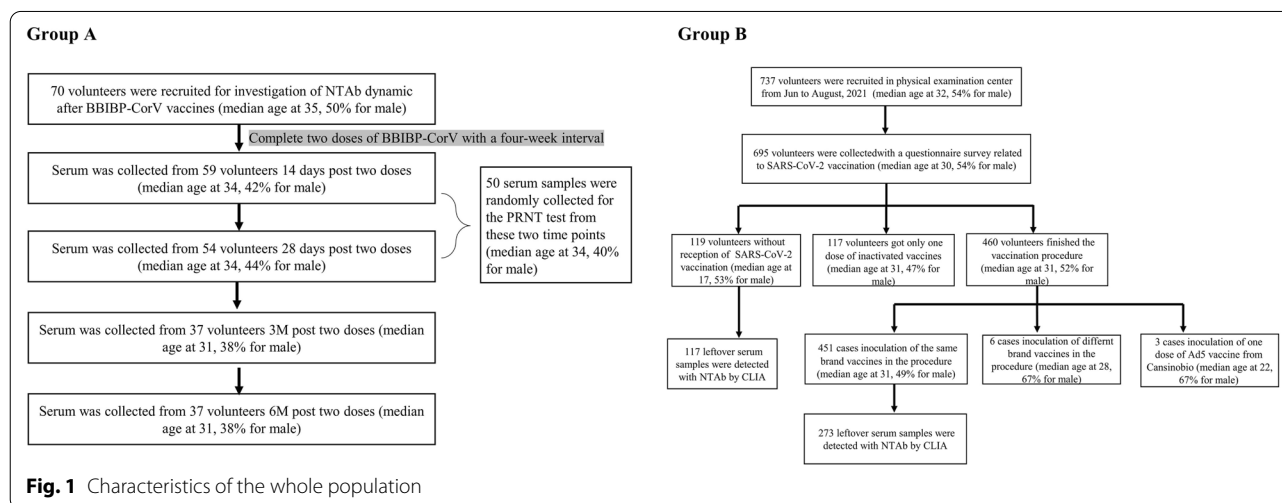 Group A
70 volunteers were recruited for investigation of NTAb dynamic
after BBIBP-CorV vaccines (median age at 35, 50% for male)
Complete two doses of BBIBP-CorV with a four-week interval
Serum was collected from 59 volunteers 14 days post two doses
(median age at 34, 42% for male)
50 serum samples were
randomly collected for
the PRNT test from
these two time points
(median age at 34, 40%
for male)
Serum was collected from 54 volunteers 28 days post two doses
(median age at 34, 44% for male)
Serum was collected from 37 volunteers 3M post two doses (median
age at 31, 38% for male)
Serum was collected from 37 volunteers 6M post two doses (median
age at 31, 38% for male)
Group B
737 volunteers were recruited in physical examination center
from Jun to August, 2021 (median age at 32, 54% for male)
695 volunteers were collectedwith a questionaire survey related
to SARS-CoV-2 vaccination (median age at 30, 54% for male)
119 volunteers without
reception of SARS-CoV-2
vaccination (median age at
17, 53% for male)
117 volunteers got only one
dose of inactivated vaccines
(median age at 31, 47% for
male)
460 volunteers finished the
vaccination procedure
(median age at 31, 52% for
male)
117 leftover serum
samples were detected
with NTAb by CLIA
451 cases inoculation of the same
brand vaccines in the procedure
(median age at 31, 49% for male)
6 cases inoculation of differnt
brand vaccines in the
procedure (median age at 28,
67% for male)
3 cases inoculation of one
dose of Ad5 vaccine from
Cansinobio (median age at 22,
67% for male)
273 leftover serum samples were
detected with NTAb by CLIA
Fig. 1 Characteristics of the whole population